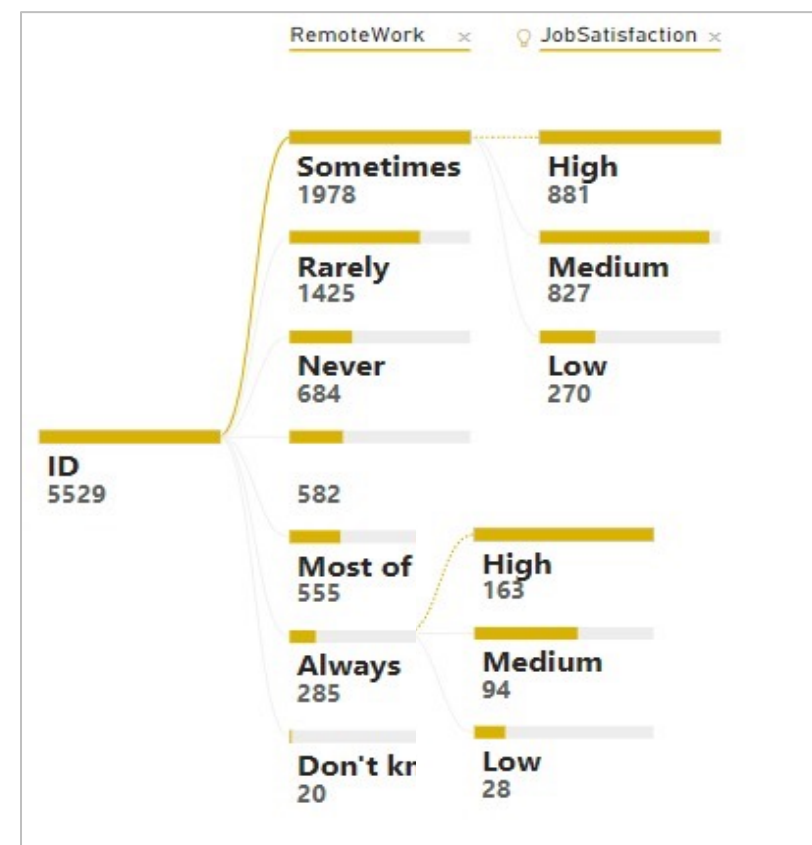 RemoteWork × JobSatisfaction ×
Sometimes
1978
High
881
Rarely
1425
Medium
827
Never
684
Low
270
ID
5529
582
Most of
555
High
163
Always
285
Medium
94
Don't kr
20
Low
28